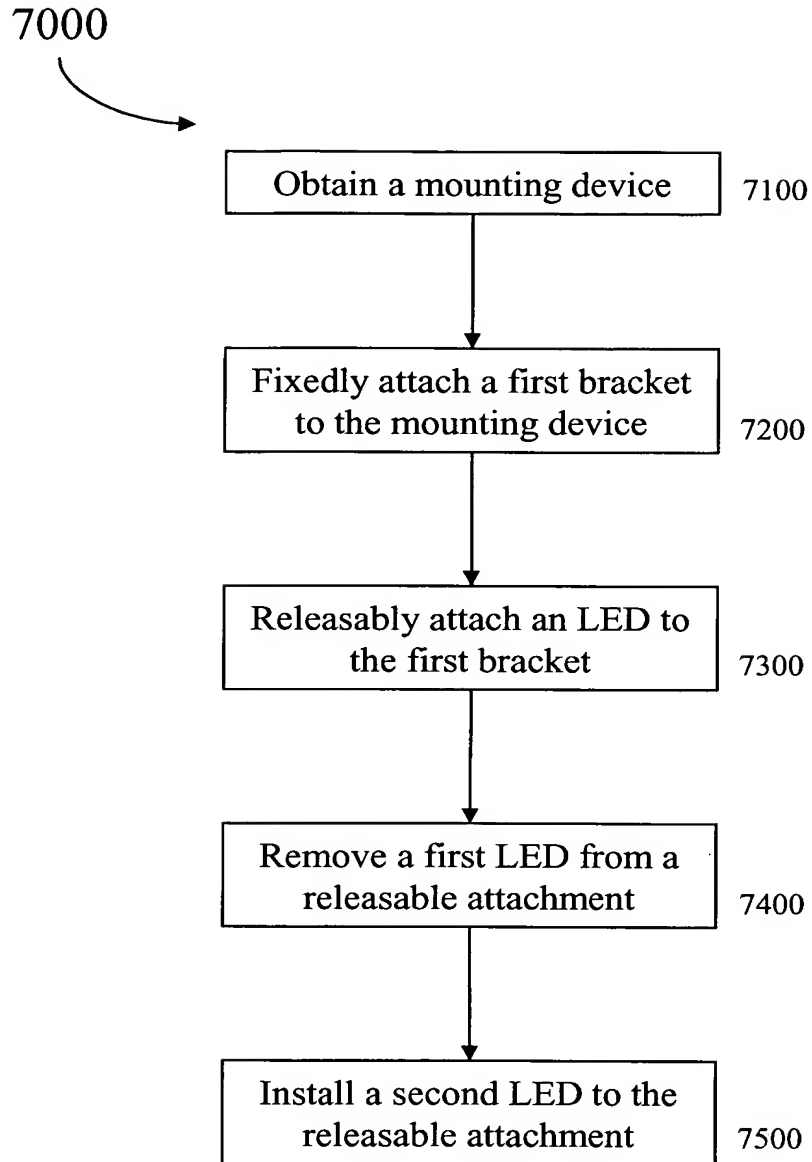 7000
Obtain a mounting device
7100
Fixedly attach a first bracket
to the mounting device
7200
Releasably attach an LED to
the first bracket
7300
Remove a first LED from a
releasable attachment
7400
Install a second LED to the
releasable attachment
7500